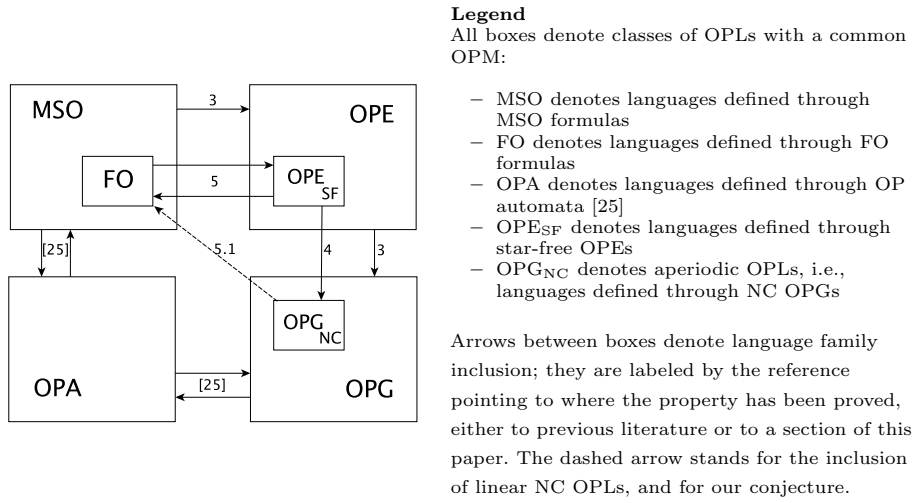 MSO
3
OPE
FO
5
OPE
SF
[25]
5.1
4
3
OPG
NC
OPA
[25]
OPG
Legend
All boxes denote classes of OPLs with a common
OPM:
– MSO denotes languages defined through
MSO formulas
– FO denotes languages defined through FO
formulas
– OPA denotes languages defined through OP
automata [25]
– OPE_SF denotes languages defined through
star-free OPEs
– OPG_NC denotes aperiodic OPLs, i.e.,
languages defined through NC OPGs
Arrows between boxes denote language family
inclusion; they are labeled by the reference
pointing to where the property has been proved,
either to previous literature or to a section of this
paper. The dashed arrow stands for the inclusion
of linear NC OPLs, and for our conjecture.